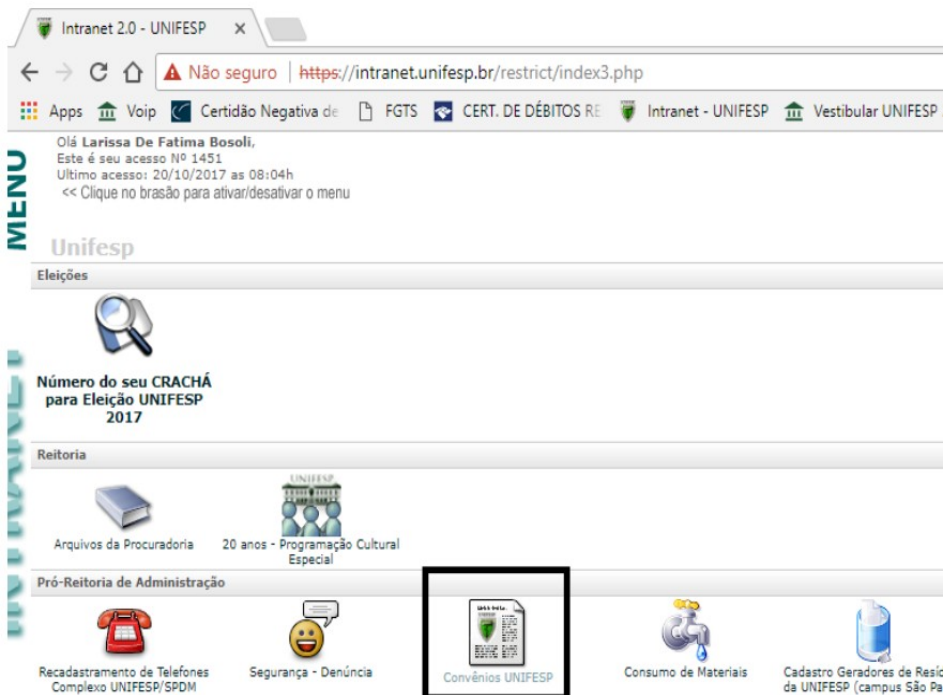 Intranet 2.0 - UNIFESP
Não seguro | https://intranet.unifesp.br/restrict/index3.php
Apps Voip Certidão Negativa de FGTS CERT. DE DÉBITOS RE Intranet - UNIFESP Vestibular UNIFESP
MENU
Olá Larissa De Fatima Bosoli,
Este é seu acesso Nº 1451
Ultimo acesso: 20/10/2017 as 08:04h
<< Clique no brasão para ativar/desativar o menu
Unifesp
Eleições
Número do seu CRACHÁ
para Eleição UNIFESP
2017
INTRANET
Reitoria
UNIFESP
Arquivos da Procuradoria
20 anos - Programação Cultural
Especial
Pró-Reitoria de Administração
Recadastramento de Telefones
Complexo UNIFESP/SPDM
Segurança - Denúncia
Convênios UNIFESP
Consumo de Materiais
Cadastro Geradores de Resíd
da UNIFESP (campus São Pa